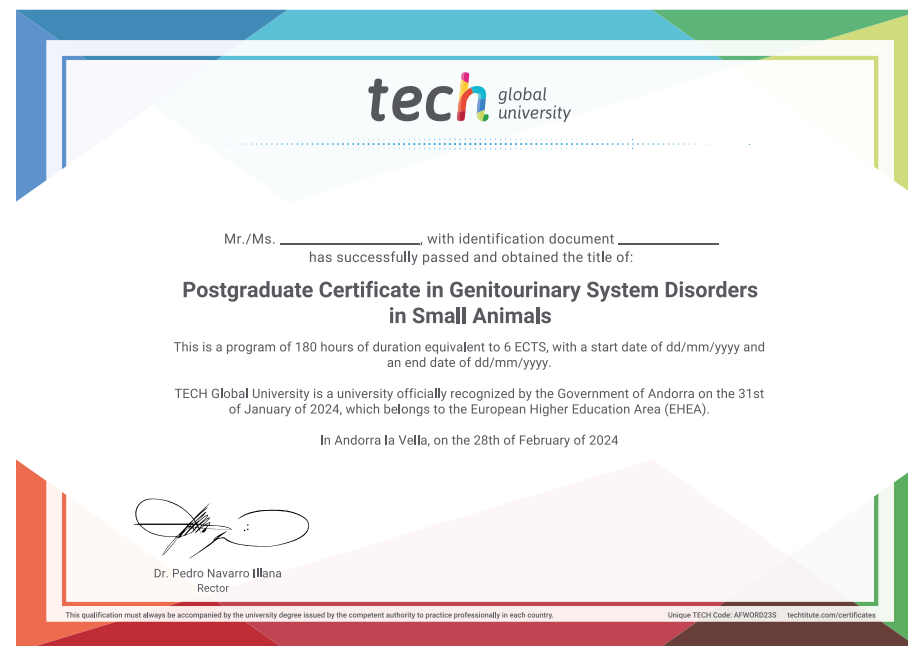 tech global
university
Mr./Ms. ____________________, with identification document ______________
has successfully passed and obtained the title of:
Postgraduate Certificate in Genitourinary System Disorders
in Small Animals
This is a program of 180 hours of duration equivalent to 6 ECTS, with a start date of dd/mm/yyyy and
an end date of dd/mm/yyyy.
TECH Global University is a university officially recognized by the Government of Andorra on the 31st
of January of 2024, which belongs to the European Higher Education Area (EHEA).
In Andorra la Vella, on the 28th of February of 2024
Dr. Pedro Navarro Illana
Rector
This qualification must always be accompanied by the university degree issued by the competent authority to practice professionally in each country. Unique TECH Code: AFWORD23S techtitute.com/certificates